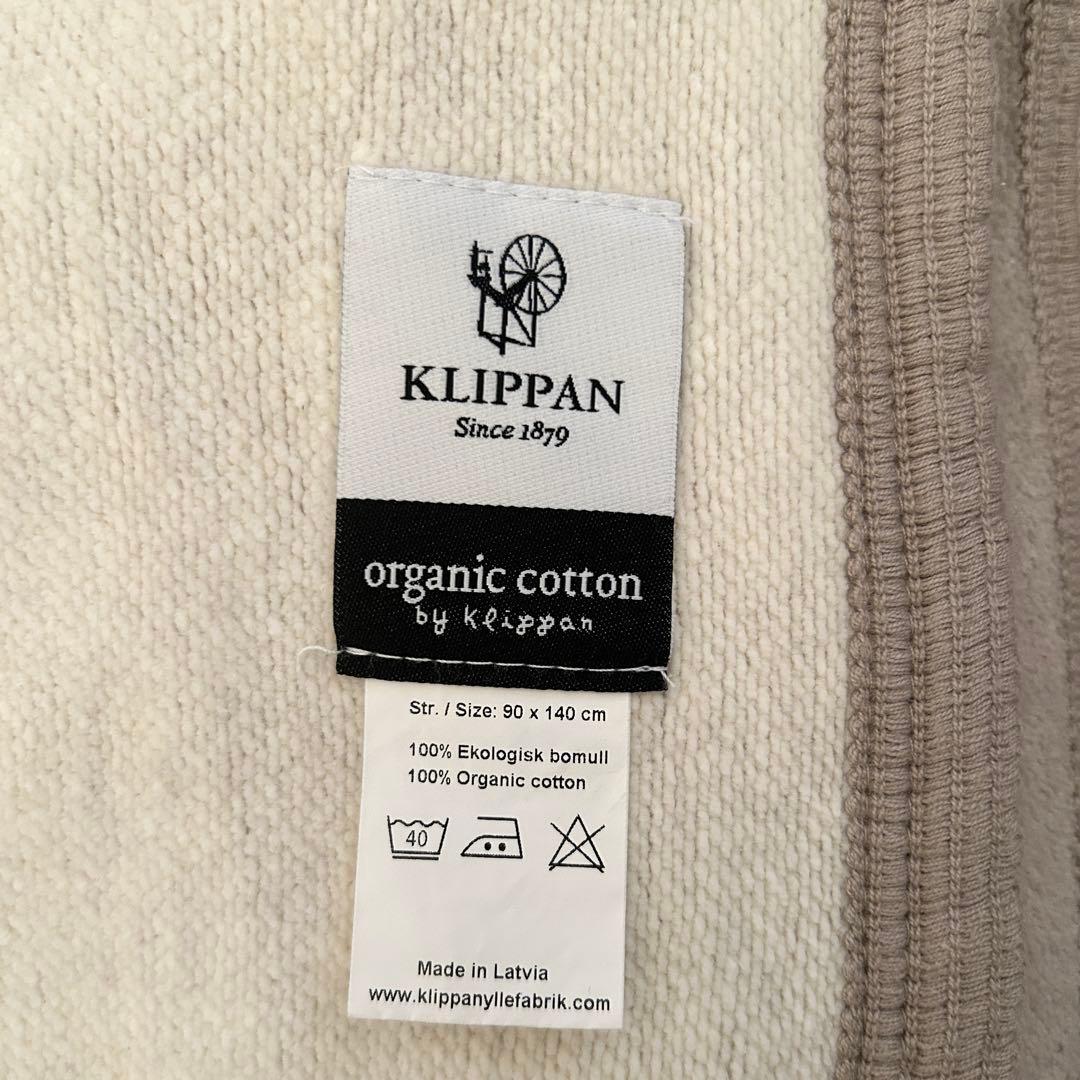 KLIPPAN
Since 1879
organic cotton
by klippan
Str. / Size: 90 x 140 cm
100% Ekologisk bomull
100% Organic cotton
40
Made in Latvia
www.klippanyllefabrik.com